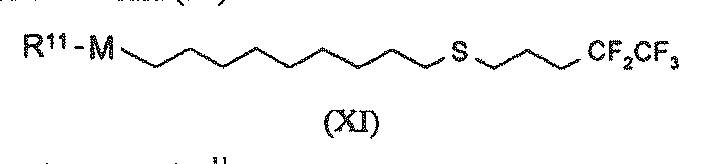 R¹¹-M S CF₂CF₃
(XI)